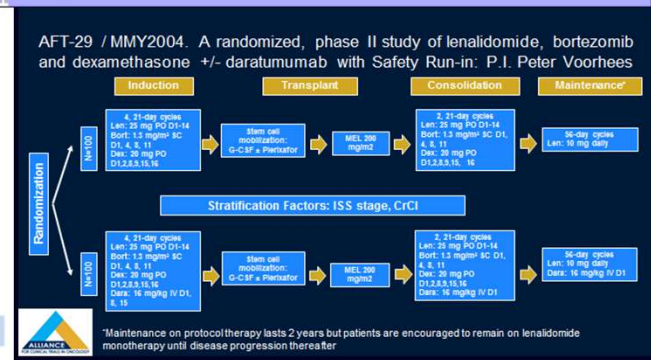 AFT-29 / MMY2004. A randomized, phase II study of lenalidomide, bortezomib
and dexamethasone +/- daratumumab with Safety Run-in: P.I. Peter Voorhees
Induction
Transplant
Consolidation
Maintenance*
Randomization
N=100
4, 21-day cycles
Len: 25 mg PO D1-14
Bort: 1.3 mg/m² SC
D1, 4, 8, 11
Dex: 20 mg PO
D1,2,8,9,15,16
Stem cell
mobilization:
G-CSF ± Plerixafor
MEL 200
mg/m2
2, 21-day cycles
Len: 25 mg PO D1-14
Bort: 1.3 mg/m² SC D1,
4, 8, 11
Dex: 20 mg PO
D1,2,8,9,15, 16
56-day cycles
Len: 10 mg daily
Stratification Factors: ISS stage, CrCl
N=100
4, 21-day cycles
Len: 25 mg PO D1-14
Bort: 1.3 mg/m² SC
D1, 4, 8, 11
Dex: 20 mg PO
D1,2,8,9,15,16
Dara: 16 mg/kg IV D1,
8, 15
Stem cell
mobilization:
G-CSF ± Plerixafor
MEL 200
mg/m2
2, 21-day cycles
Len: 25 mg PO D1-14
Bort: 1.3 mg/m² SC D1,
4, 8, 11
Dex: 20 mg PO
D1,2,8,9,15,16
Dara: 16 mg/kg IV D1
56-day cycles
Len: 10 mg daily
Dara: 16 mg/kg IV D1
ALLIANCE
FOR CLINICAL TRIALS IN ONCOLOGY
*Maintenance on protocol therapy lasts 2 years but patients are encouraged to remain on lenalidomide
monotherapy until disease progression thereafter